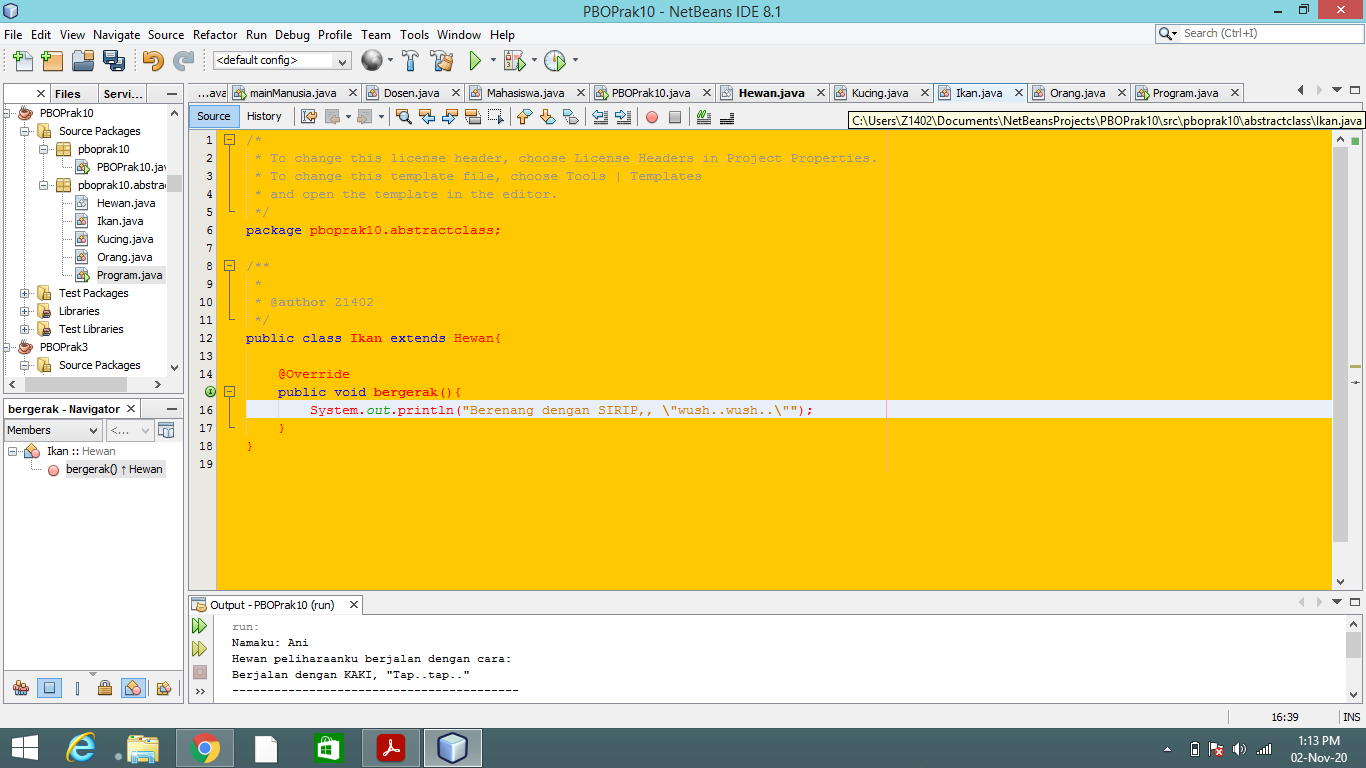 PBOPrak10 - NetBeans IDE 8.1
File Edit View Navigate Source Refactor Run Debug Profile Team Tools Window Help
Search (Ctrl+I)
<default config>
Files Servi...
...ava mainManusia.java Dosen.java Mahasiswa.java PBOPrak10.java Hewan.java Kucing.java Ikan.java Orang.java Program.java
Source History
C:\Users\Z1402\Documents\NetBeansProjects\PBOPrak10\src\pboprak10\abstractclass\Ikan.java
PBOPrak10
Source Packages
pboprak10
PBOPrak10.jav
pboprak10.abstrac
Hewan.java
Ikan.java
Kucing.java
Orang.java
Program.java
Test Packages
Libraries
Test Libraries
PBOPrak3
Source Packages
bergerak - Navigator
Members <...
Ikan :: Hewan
bergerak() ↑ Hewan
1 /*
2 * To change this license header, choose License Headers in Project Properties.
3 * To change this template file, choose Tools | Templates
4 * and open the template in the editor.
5 */
6 package pboprak10.abstractclass;
7
8 /**
9 *
10 * @author Z1402
11 */
12 public class Ikan extends Hewan{
13
14 @Override
public void bergerak(){
16 System.out.println("Berenang dengan SIRIP,, \"wush..wush..\"");
17 }
18 }
19
Output - PBOPrak10 (run)
run:
Namaku: Ani
Hewan peliharaanku berjalan dengan cara:
Berjalan dengan KAKI, "Tap..tap.."
-----------------------------------------
16:39 INS
1:13 PM
02-Nov-20